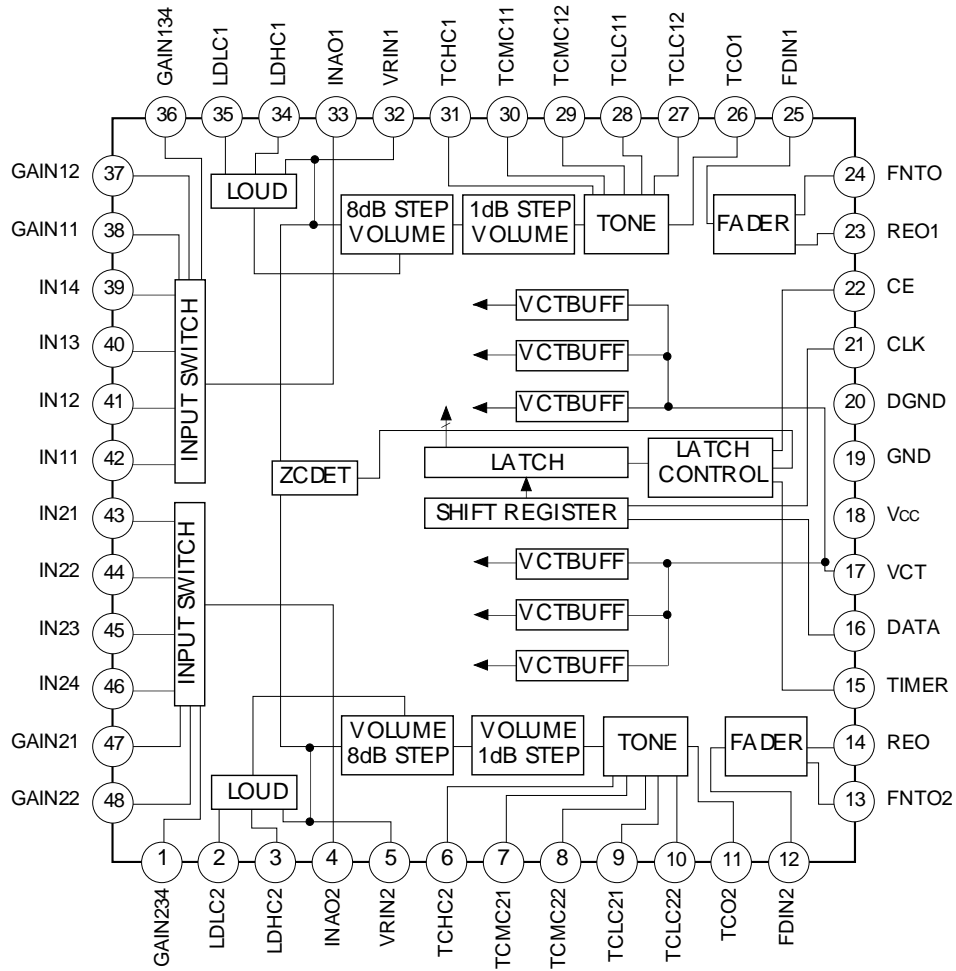 GAIN134
LDLC1
LDHC1
INAO1
VRIN1
TCHC1
TCMC11
TCMC12
TCLC11
TCLC12
TCO1
FDIN1
36
35
34
33
32
31
30
29
28
27
26
25
GAIN12
37
GAIN11
38
IN14
39
IN13
40
IN12
41
IN11
42
IN21
43
IN22
44
IN23
45
IN24
46
GAIN21
47
GAIN22
48
24
FNTO
23
REO1
22
CE
21
CLK
20
DGND
19
GND
18
VCC
17
VCT
16
DATA
15
TIMER
14
REO
13
FNTO2
LOUD
8dB STEP
VOLUME
1dB STEP
VOLUME
TONE
FADER
INPUT SWITCH
VCTBUFF
VCTBUFF
VCTBUFF
ZCDET
LATCH
LATCH
CONTROL
SHIFT REGISTER
INPUT SWITCH
VCTBUFF
VCTBUFF
VCTBUFF
LOUD
VOLUME
8dB STEP
VOLUME
1dB STEP
TONE
FADER
1
2
3
4
5
6
7
8
9
10
11
12
GAIN234
LDLC2
LDHC2
INAO2
VRIN2
TCHC2
TCMC21
TCMC22
TCLC21
TCLC22
TCO2
FDIN2